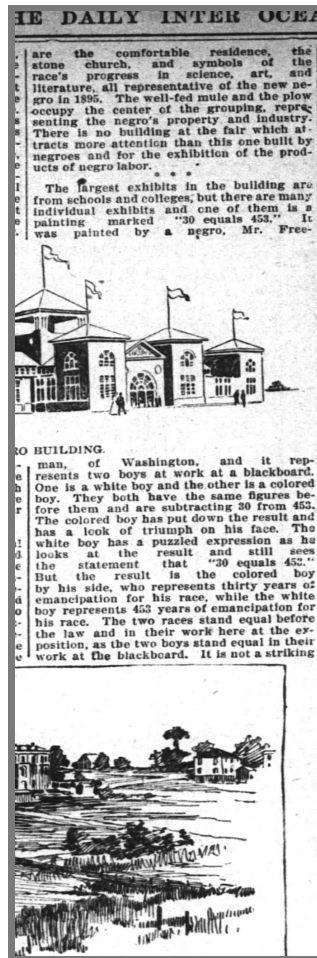 HE DAILY INTER OCEA
are the comfortable residence, the
stone church, and symbols of the
race's progress in science, art, and
literature, all representative of the new ne-
gro in 1895. The well-fed mule and the plow
occupy the center of the grouping, repre-
senting the negro's property and industry.
There is no building at the fair which at-
tracts more attention than this one built by
negroes and for the exhibition of the prod-
ucts of negro labor.
* * *
The largest exhibits in the building are
from schools and colleges, but there are many
individual exhibits and one of them is a
painting marked "30 equals 453." It
was painted by a negro, Mr. Free-
RO BUILDING.
man, of Washington, and it rep-
resents two boys at work at a blackboard.
One is a white boy and the other is a colored
boy. They both have the same figures be-
fore them and are subtracting 30 from 453.
The colored boy has put down the result and
has a look of triumph on his face. The
white boy has a puzzled expression as he
looks at the result and still sees
the statement that "30 equals 453."
But the result is the colored boy
by his side, who represents thirty years of
emancipation for his race, while the white
boy represents 453 years of emancipation for
his race. The two races stand equal before
the law and in their work here at the ex-
position, as the two boys stand equal in their
work at the blackboard. It is not a striking